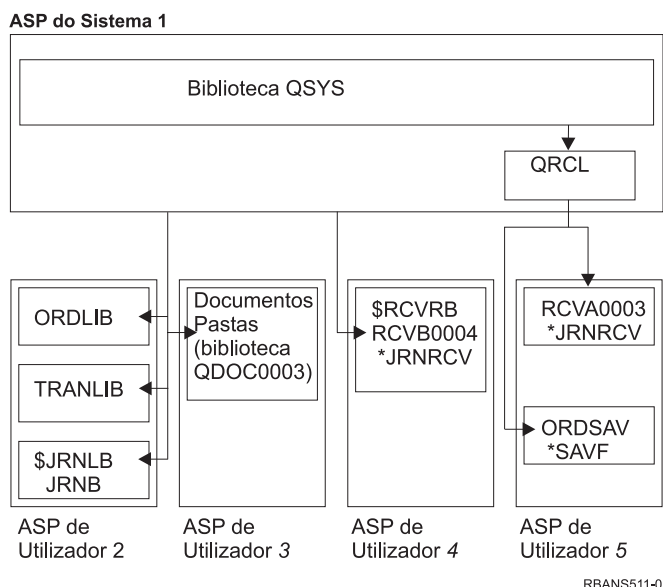 ASP do Sistema 1
Biblioteca QSYS
QRCL
ORDLIB
TRANLIB
$JRNLB
JRNB
Documentos
Pastas
(biblioteca
QDOC0003)
$RCVRB
RCVB0004
*JRNRCV
RCVA0003
*JRNRCV
ORDSAV
*SAVF
ASP de
Utilizador 2
ASP de
Utilizador 3
ASP de
Utilizador 4
ASP de
Utilizador 5
RBANS511-0